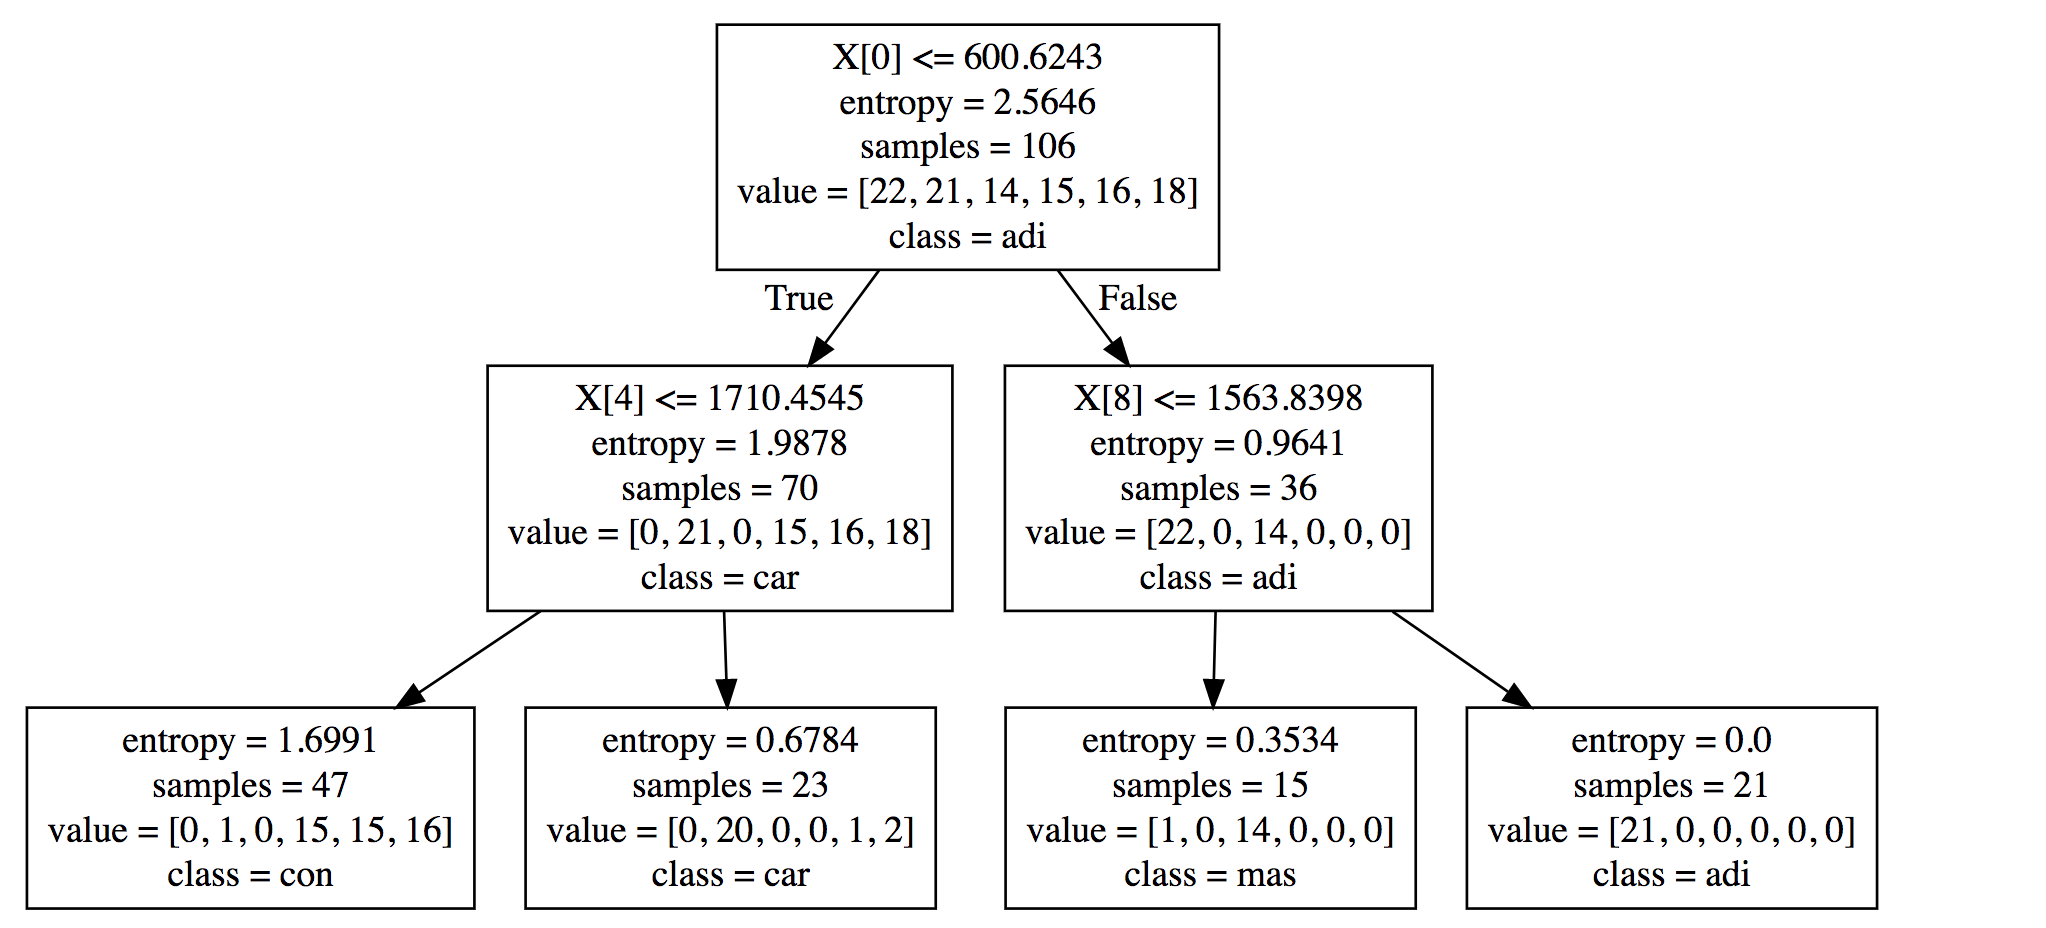 X[0] <= 600.6243
entropy = 2.5646
samples = 106
value = [22, 21, 14, 15, 16, 18]
class = adi
True
False
X[4] <= 1710.4545
entropy = 1.9878
samples = 70
value = [0, 21, 0, 15, 16, 18]
class = car
X[8] <= 1563.8398
entropy = 0.9641
samples = 36
value = [22, 0, 14, 0, 0, 0]
class = adi
entropy = 1.6991
samples = 47
value = [0, 1, 0, 15, 15, 16]
class = con
entropy = 0.6784
samples = 23
value = [0, 20, 0, 0, 1, 2]
class = car
entropy = 0.3534
samples = 15
value = [1, 0, 14, 0, 0, 0]
class = mas
entropy = 0.0
samples = 21
value = [21, 0, 0, 0, 0, 0]
class = adi